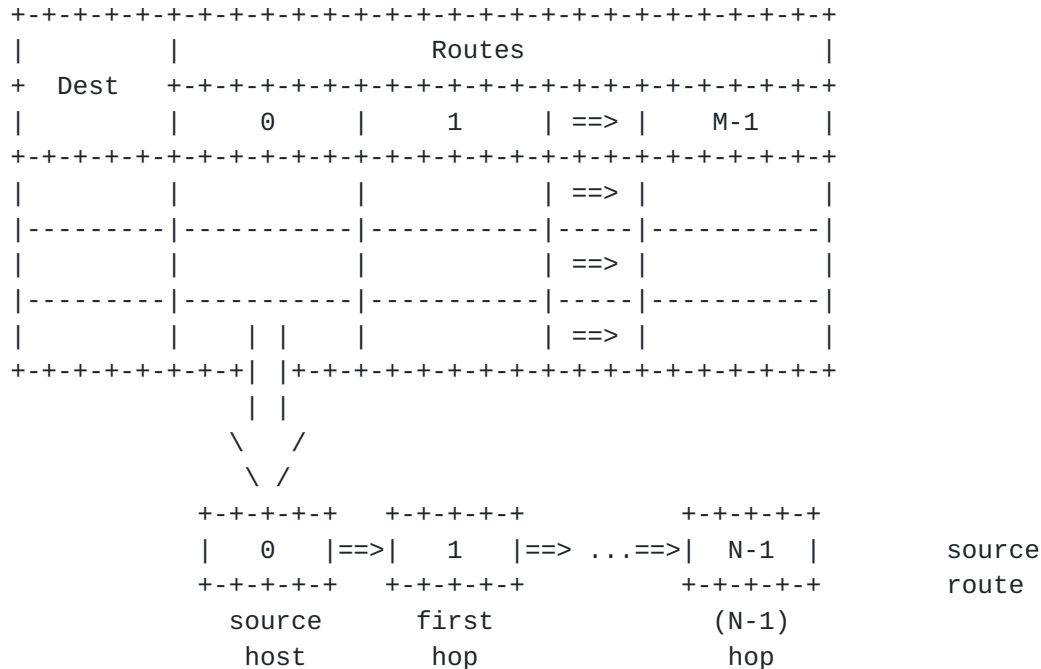 +-+-+-+-+-+-+-+-+-+-+-+-+-+-+-+-+-+-+-+-+-+-+-+-+-+-+
|         |                Routes                   |
+  Dest   +-+-+-+-+-+-+-+-+-+-+-+-+-+-+-+-+-+-+-+-+-+
|         |     0     |     1     | ==> |    M-1    |
+-+-+-+-+-+-+-+-+-+-+-+-+-+-+-+-+-+-+-+-+-+-+-+-+-+-+
|         |           |           | ==> |           |
|---------|-----------|-----------|-----|-----------|
|         |           |           | ==> |           |
|---------|-----------|-----------|-----|-----------|
|         |    | |    |           | ==> |           |
+-+-+-+-+-+-+-+| |+-+-+-+-+-+-+-+-+-+-+-+-+-+-+-+-+-+
               | |
              \   /
               \ /
            +-+-+-+-+   +-+-+-+-+          +-+-+-+-+
            |   0   |==>|   1   |==> ...==>|  N-1  |        source
            +-+-+-+-+   +-+-+-+-+          +-+-+-+-+        route
              source      first              (N-1)
               host        hop                hop